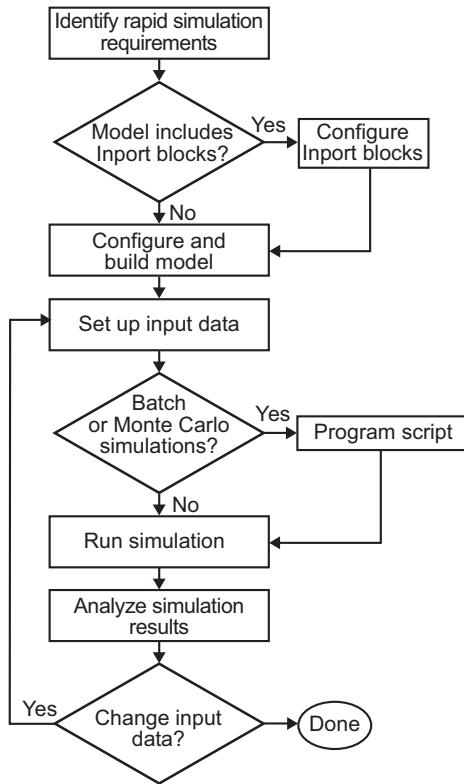 Identify rapid simulation
requirements
Model includes
Inport blocks?
Yes
Configure
Inport blocks
No
Configure and
build model
Set up input data
Batch
or Monte Carlo
simulations?
Yes
Program script
No
Run simulation
Analyze simulation
results
Yes
Change input
data?
Done